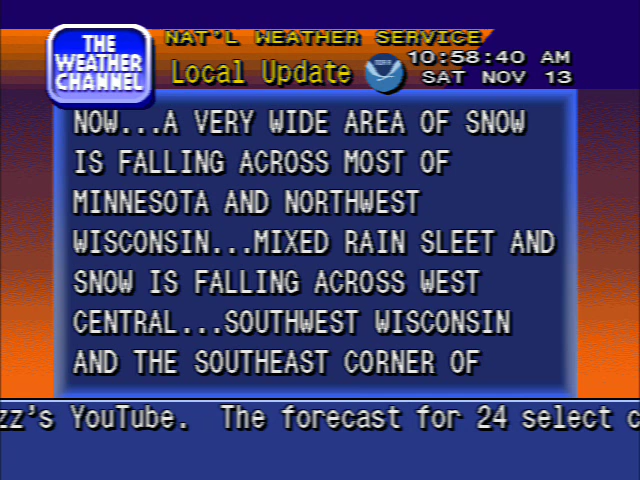 THE
WEATHER
CHANNEL
NAT'L WEATHER SERVICE
Local Update
10:58:40 AM
SAT NOV 13
NOW...A VERY WIDE AREA OF SNOW
IS FALLING ACROSS MOST OF
MINNESOTA AND NORTHWEST
WISCONSIN...MIXED RAIN SLEET AND
SNOW IS FALLING ACROSS WEST
CENTRAL...SOUTHWEST WISCONSIN
AND THE SOUTHEAST CORNER OF
zz's YouTube. The forecast for 24 select c